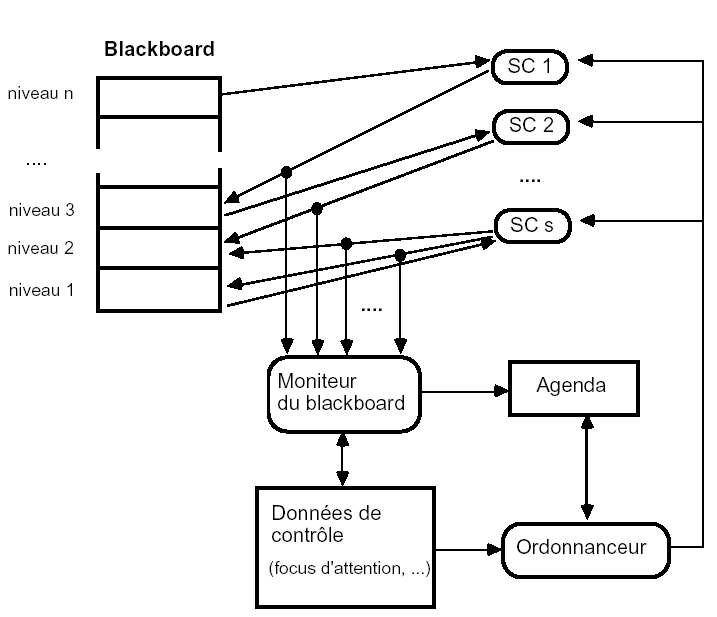 Blackboard
SC 1
niveau n
SC 2
....
....
niveau 3
SC s
niveau 2
niveau 1
....
Moniteur
du blackboard
Agenda
Données de
contrôle
(focus d'attention, ...)
Ordonnanceur